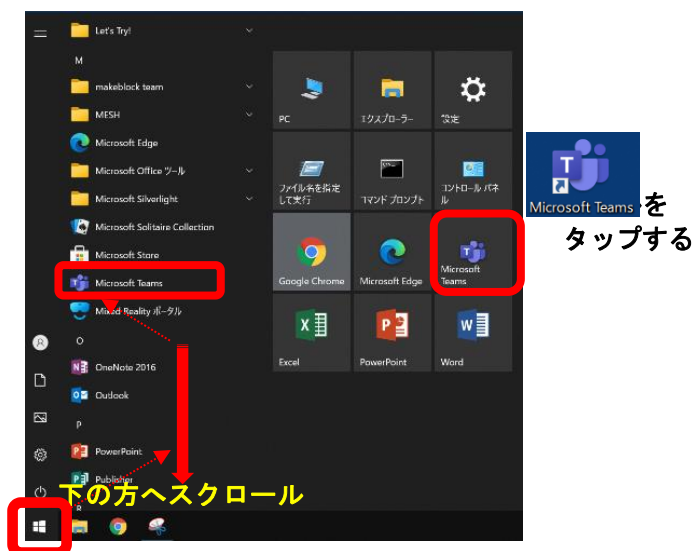 Let's Try!
M
makeblock team
MESH
Microsoft Edge
Microsoft Office ツール
Microsoft Silverlight
Microsoft Solitaire Collection
Microsoft Store
Microsoft Teams
Mixed Reality ポータル
O
OneNote 2016
Outlook
P
PowerPoint
Publisher
R
下の方へスクロール
PC
エクスプローラー
設定
ファイル名を指定
して実行
コマンド プロンプト
コントロール パネ
ル
Google Chrome
Microsoft Edge
Microsoft
Teams
Excel
PowerPoint
Word
Microsoft Teams
を
タップする